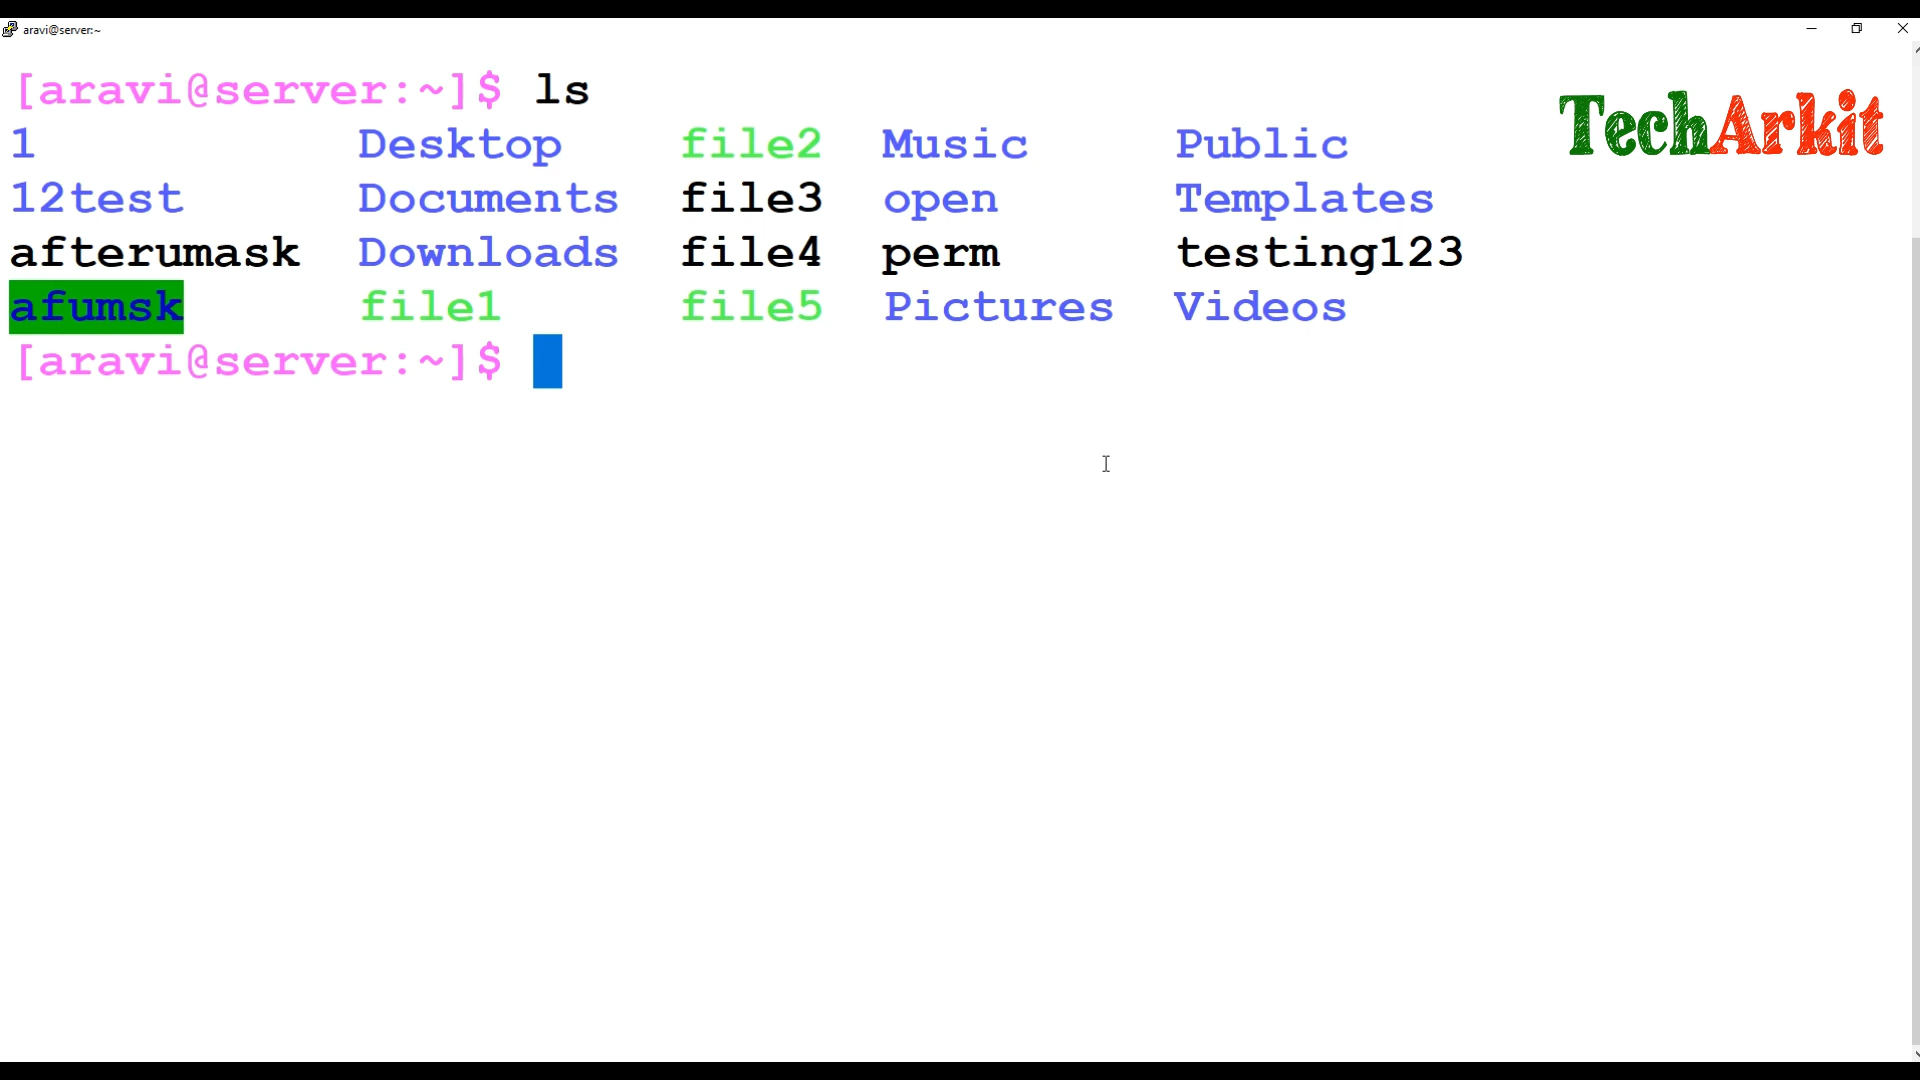 aravi@server:~
[aravi@server:~]$ ls
1 Desktop file2 Music Public
12test Documents file3 open Templates
afterumask Downloads file4 perm testing123
afumsk file1 file5 Pictures Videos
[aravi@server:~]$
TechArkit